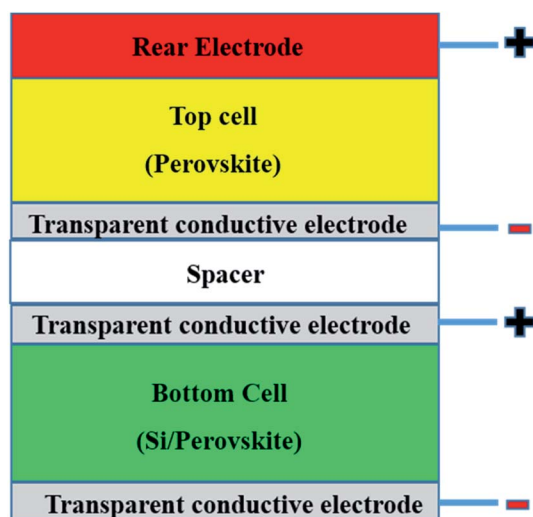 Rear Electrode
+
Top cell
(Perovskite)
Transparent conductive electrode
-
Spacer
Transparent conductive electrode
+
Bottom Cell
(Si/Perovskite)
Transparent conductive electrode
-